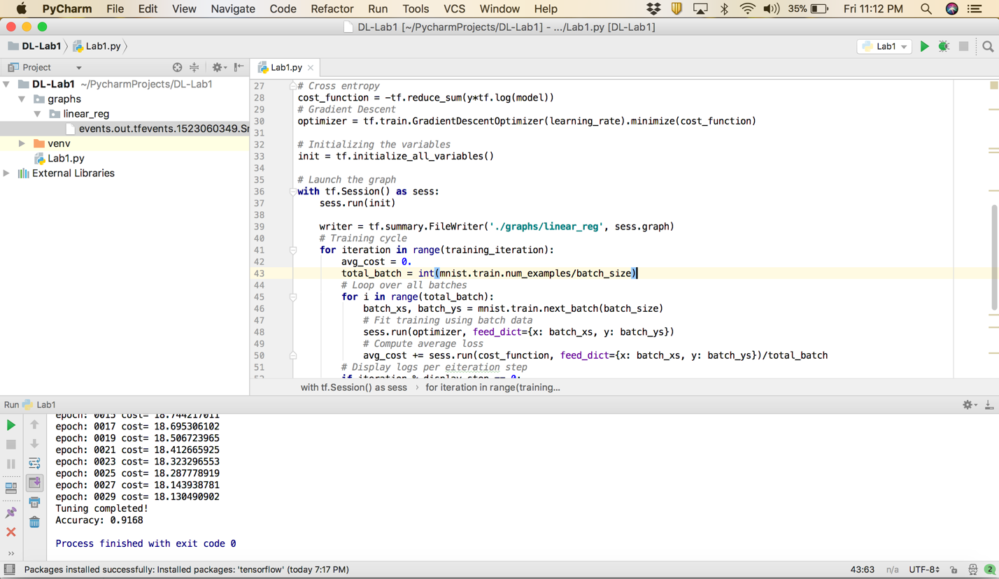 PyCharm File Edit View Navigate Code Refactor Run Tools VCS Window Help 35% Fri 11:12 PM
DL-Lab1 [~/PycharmProjects/DL-Lab1] - .../Lab1.py [DL-Lab1]
DL-Lab1 Lab1.py Lab1
Project
DL-Lab1 ~/PycharmProjects/DL-Lab1
graphs
linear_reg
events.out.tfevents.1523060349.Sr
venv
Lab1.py
External Libraries
Lab1.py
27 # Cross entropy
28 cost_function = -tf.reduce_sum(y*tf.log(model))
29 # Gradient Descent
30 optimizer = tf.train.GradientDescentOptimizer(learning_rate).minimize(cost_function)
31
32 # Initializing the variables
33 init = tf.initialize_all_variables()
34
35 # Launch the graph
36 with tf.Session() as sess:
37 sess.run(init)
38
39 writer = tf.summary.FileWriter('./graphs/linear_reg', sess.graph)
40 # Training cycle
41 for iteration in range(training_iteration):
42 avg_cost = 0.
43 total_batch = int(mnist.train.num_examples/batch_size)
44 # Loop over all batches
45 for i in range(total_batch):
46 batch_xs, batch_ys = mnist.train.next_batch(batch_size)
47 # Fit training using batch data
48 sess.run(optimizer, feed_dict={x: batch_xs, y: batch_ys})
49 # Compute average loss
50 avg_cost += sess.run(cost_function, feed_dict={x: batch_xs, y: batch_ys})/total_batch
51 # Display logs per eiteration step
52 if iteration % display_step == 0:
with tf.Session() as sess › for iteration in range(training...
Run Lab1
epoch: 0015 cost= 18.744217011
epoch: 0017 cost= 18.695306102
epoch: 0019 cost= 18.506723965
epoch: 0021 cost= 18.412665925
epoch: 0023 cost= 18.323296553
epoch: 0025 cost= 18.287778919
epoch: 0027 cost= 18.143938781
epoch: 0029 cost= 18.130490902
Tuning completed!
Accuracy: 0.9168
Process finished with exit code 0
Packages installed successfully: Installed packages: 'tensorflow' (today 7:17 PM) 43:63 n/a UTF-8 2